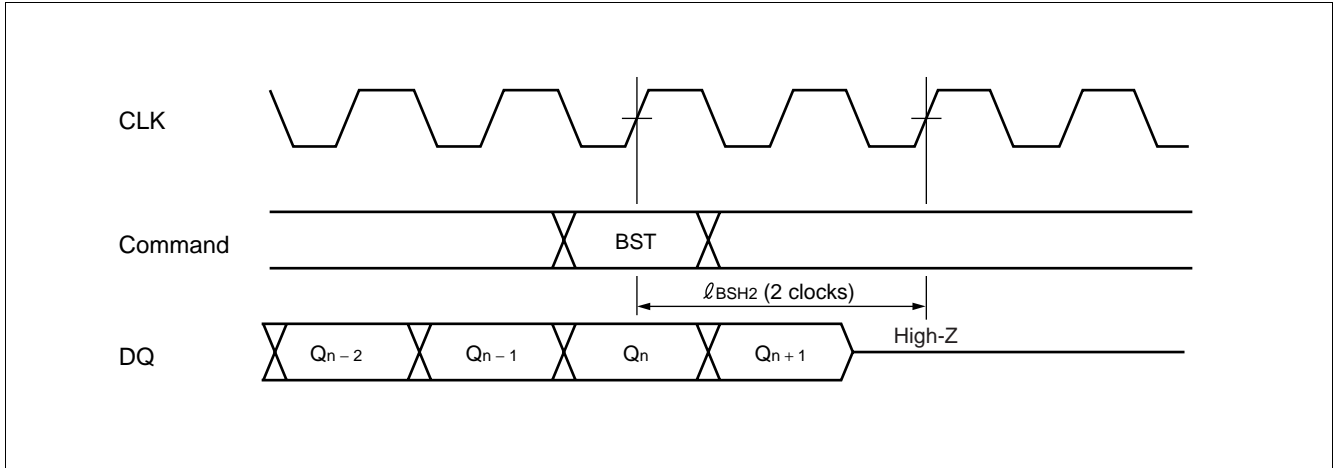 CLK
Command
BST
ℓBSH2 (2 clocks)
DQ
Qn – 2
Qn – 1
Qn
Qn + 1
High-Z